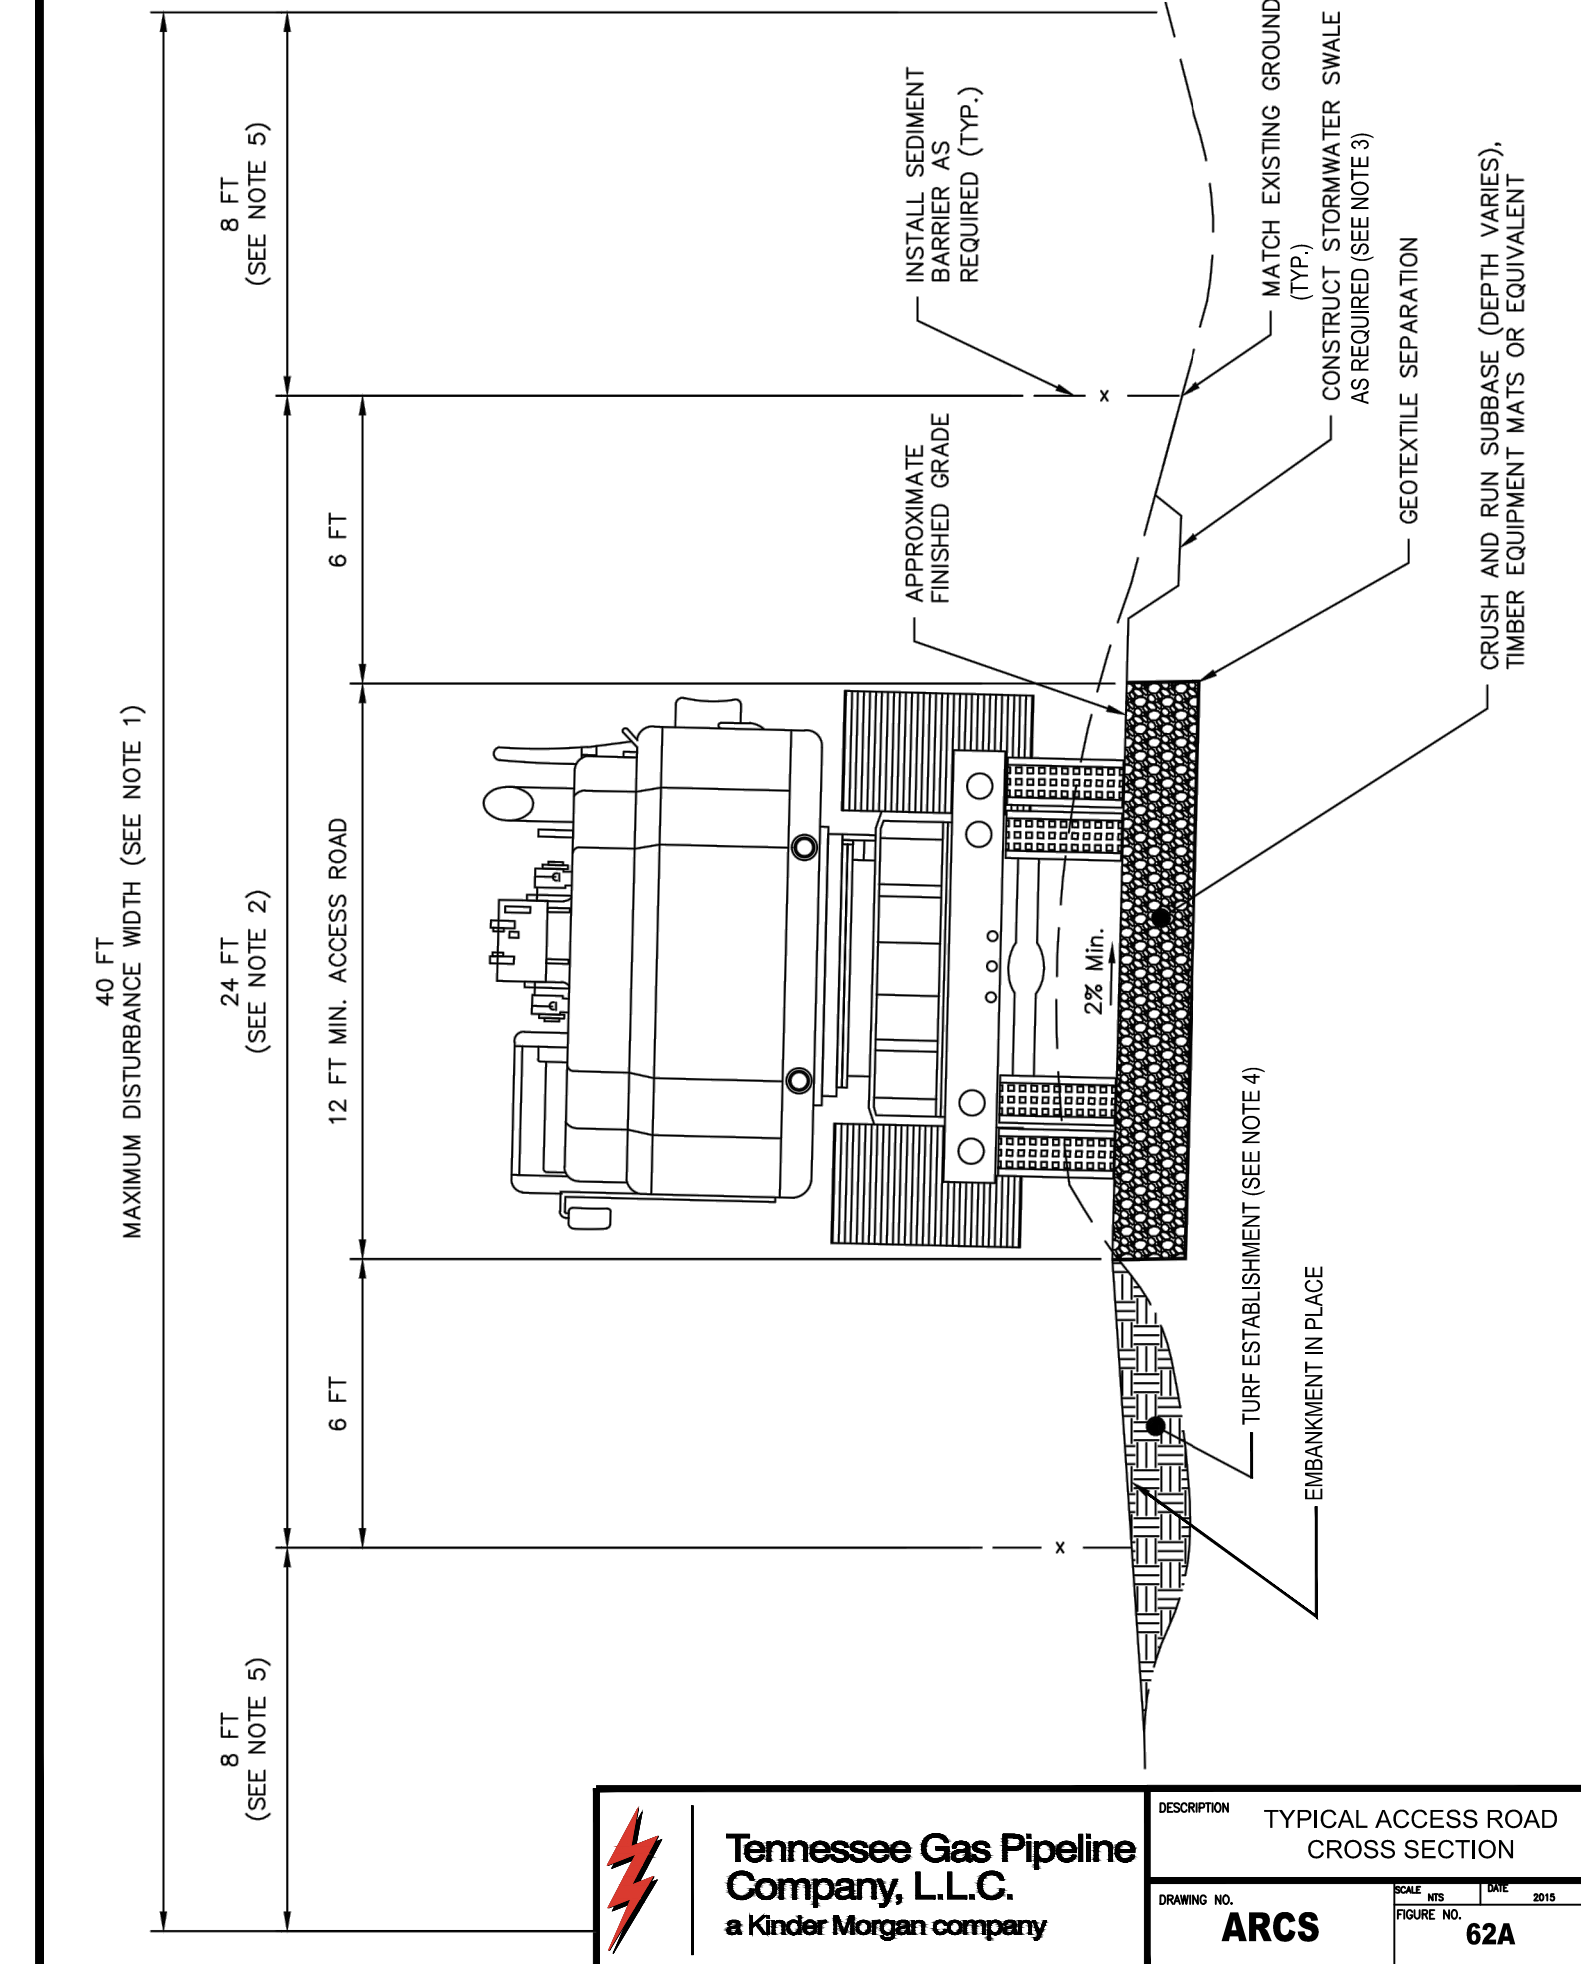 40 FT
MAXIMUM DISTURBANCE WIDTH (SEE NOTE 1)
8 FT
(SEE NOTE 5)
24 FT
(SEE NOTE 2)
8 FT
(SEE NOTE 5)
6 FT
12 FT MIN. ACCESS ROAD
6 FT
INSTALL SEDIMENT
BARRIER AS
REQUIRED (TYP.)
APPROXIMATE
FINISHED GRADE
x
x
2% Min.
MATCH EXISTING GROUND
(TYP.)
CONSTRUCT STORMWATER SWALE
AS REQUIRED (SEE NOTE 3)
GEOTEXTILE SEPARATION
CRUSH AND RUN SUBBASE (DEPTH VARIES),
TIMBER EQUIPMENT MATS OR EQUIVALENT
TURF ESTABLISHMENT (SEE NOTE 4)
EMBANKMENT IN PLACE
Tennessee Gas Pipeline
Company, L.L.C.
a Kinder Morgan company
DESCRIPTION
TYPICAL ACCESS ROAD
CROSS SECTION
DRAWING NO.
ARCS
SCALE NTS
DATE 2015
FIGURE NO.
62A